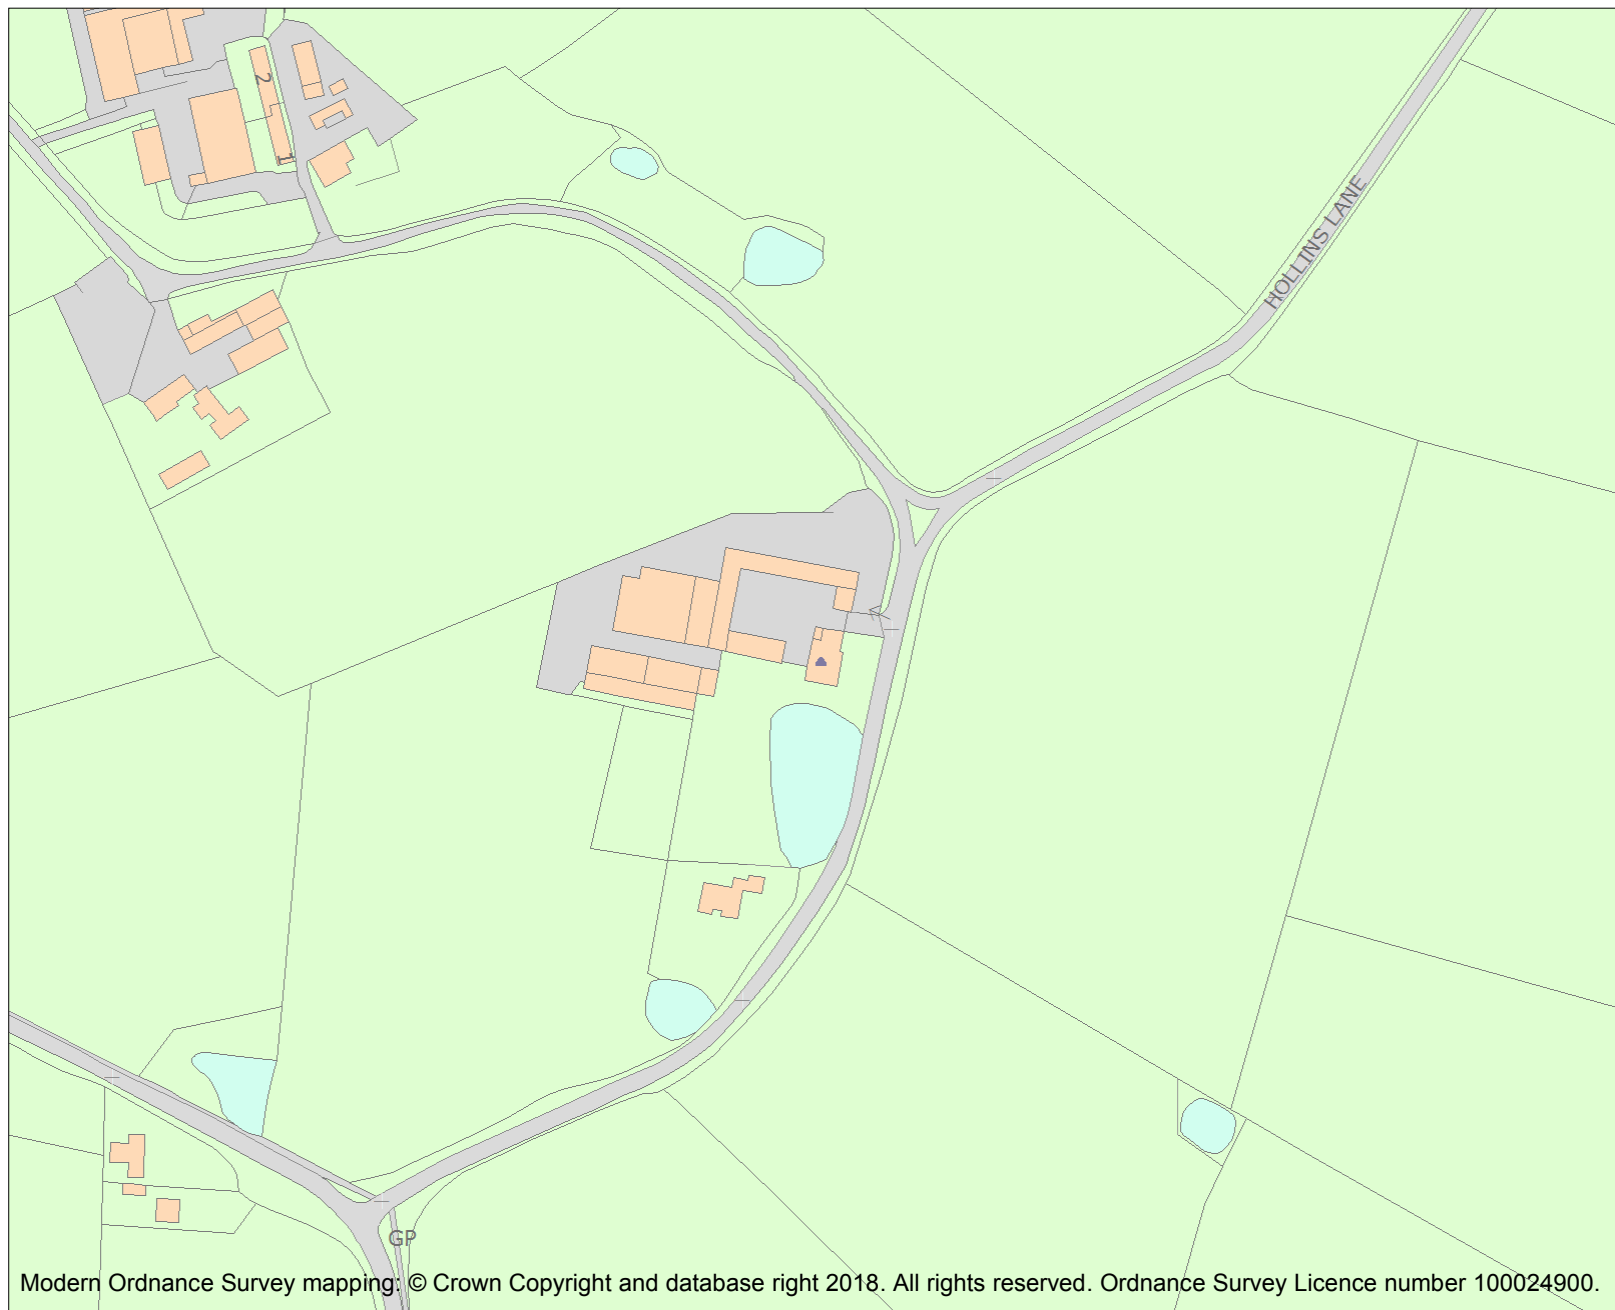 2
1
HOLLINS LANE
GP
Modern Ordnance Survey mapping: © Crown Copyright and database right 2018. All rights reserved. Ordnance Survey Licence number 100024900.